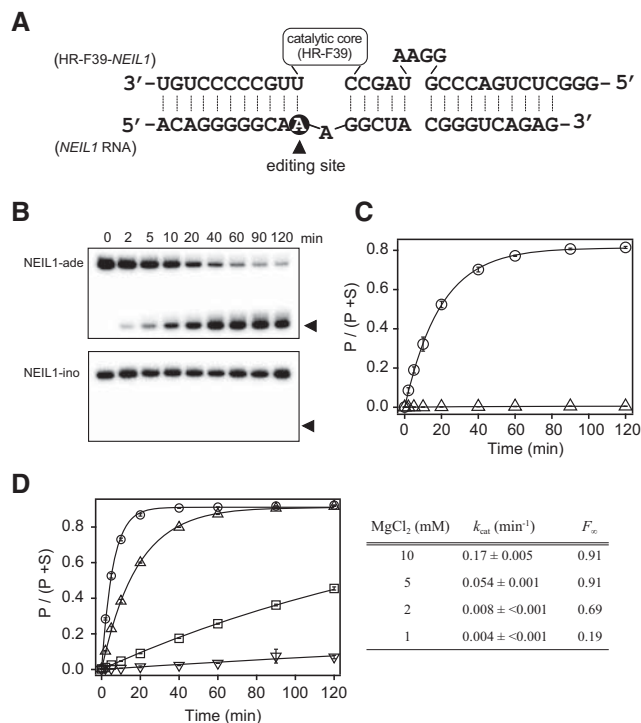 A
(HR-F39-NEIL1)
catalytic core
(HR-F39)
AAGG
3′-UGUCCCCCGUU CCGAU GCCCAGUCUCGGG-5′
5′-ACAGGGGGCAA A GGCUA CGGGUCAGAG-3′
(NEIL1 RNA)
editing site
B
0 2 5 10 20 40 60 90 120 min
NEIL1-ade
NEIL1-ino
C
P / (P +S)
0.8
0.6
0.4
0.2
0.0
0 20 40 60 80 100 120
Time (min)
D
P / (P +S)
0.8
0.6
0.4
0.2
0.0
0 20 40 60 80 100 120
Time (min)
MgCl2 (mM) kcat (min-1) F∞
10 0.17 ± 0.005 0.91
5 0.054 ± 0.001 0.91
2 0.008 ± <0.001 0.69
1 0.004 ± <0.001 0.19